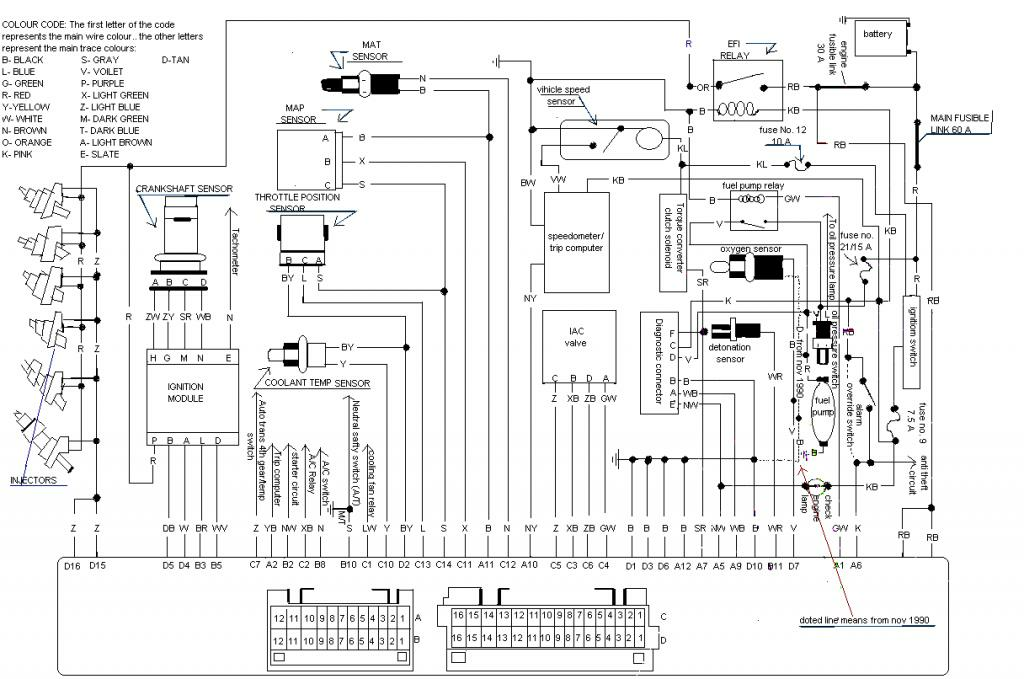 COLOUR CODE: The first letter of the code
represents the main wire colour.. the other letters
represent the main trace colours:
B- BLACK S- GRAY D-TAN
L- BLUE V- VOILET
G- GREEN P- PURPLE
R- RED X- LIGHT GREEN
Y-YELLOW Z- LIGHT BLUE
W- WHITE M- DARK GREEN
N- BROWN T- DARK BLUE
O- ORANGE A- LIGHT BROWN
K- PINK E- SLATE
MAT
SENSOR
N
B
MAP
SENSOR
A B
B X
C S
CRANKSHAFT SENSOR
A B C D
ZW ZY SR WB N
Tachometer
THROTTLE POSITION
SENSOR
B C A
BY L S
H G M N E
IGNITION
MODULE
P B A L D
R
R
R Z
R Z
R Z
INJECTORS
BY
Y
COOLANT TEMP SENSOR
Auto trans 4th gear/temp
switch
Trip computer
starter circuit
A/C Relay
A/C switch
M/T
Neutral safty switch (A/T)
cooling fan relay
vihicle speed
sensor
BW VW KB
KL
NY
speedometer/
trip computer
IAC
valve
C B D A
Z XB ZB GW
R
EFI
RELAY
OR RB
B KB
B
battery
engine
fusible link
30 A
MAIN FUSIBLE
LINK 60 A
RB
R
fuse No. 12
10 A
KL
fuel pump relay
B GW
V
KB
Torque converter
clutch solenoid
SR
oxygen sensor
K
To oil pressure lamp
oil pressure switch
fuse no.
21/15 A
R
RB
KB
ignitiom switch
Diagnostic connector
F
C
D V
B B
A WB
E NW
detonation
sensor
WR
D--from nov 1990
B
R
V
B
B
fuel
pump
alarm
override switch
fuse no. 9
7.5 A
anti theft
circuit
KB
check
engine
lamp
Z Z DB W BR WV Z YB NW XB N S LW Y BY L S X B N NY Z XB ZB GW B B B B SR NW WB B WR V GW K RB RB
D16 D15 D5 D4 B3 B5 C7 A2 B2 C2 B8 B10 C1 C10 D2 C13 C14 C11 A11 C12 A10 C5 C3 C6 C4 D1 D3 D6 A12 A7 A5 A9 D10 B11 D7 A1 A6
12 11 10 9 8 7 6 5 4 3 2 1 A
12 11 10 9 8 7 6 5 4 3 2 1 B
16 15 14 13 12 11 10 9 8 7 6 5 4 3 2 1 C
16 15 14 13 12 11 10 9 8 7 6 5 4 3 2 1 D
doted line means from nov 1990